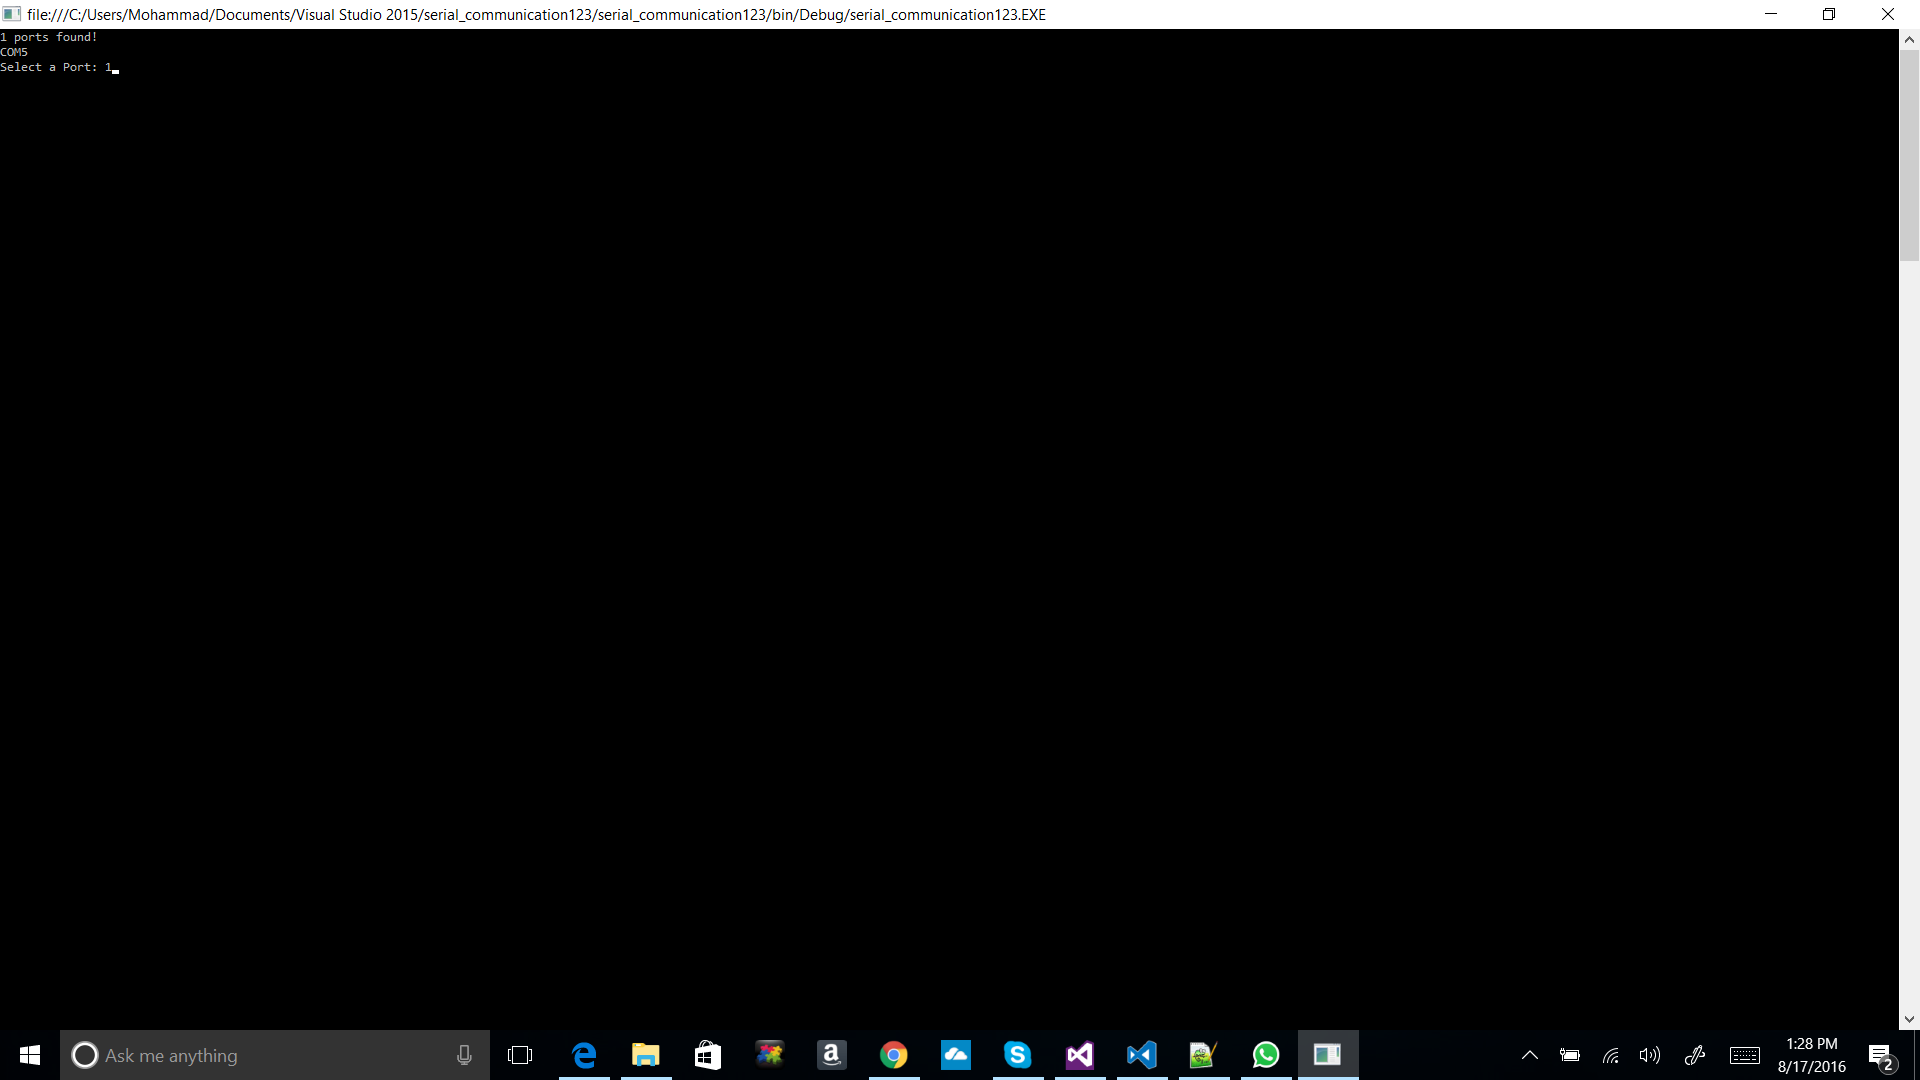 file:///C:/Users/Mohammad/Documents/Visual Studio 2015/serial_communication123/serial_communication123/bin/Debug/serial_communication123.EXE
1 ports found!
COM5
Select a Port: 1
Ask me anything
1:28 PM
8/17/2016
2